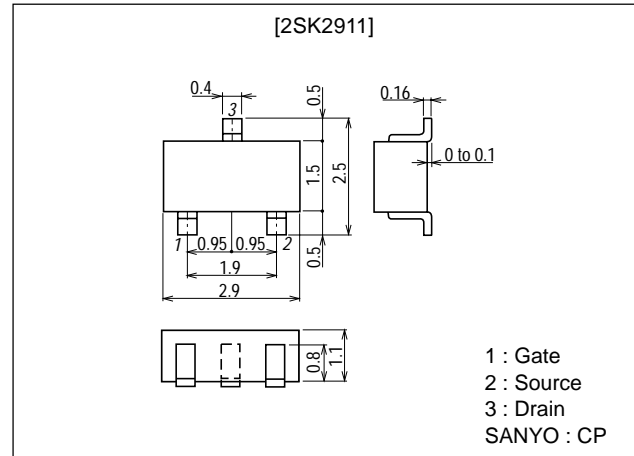 [2SK2911]
0.4
3
0.5
0.16
1.5
2.5
0 to 0.1
1
0.95
0.95
2
0.5
1.9
2.9
0.8
1.1
1 : Gate
2 : Source
3 : Drain
SANYO : CP